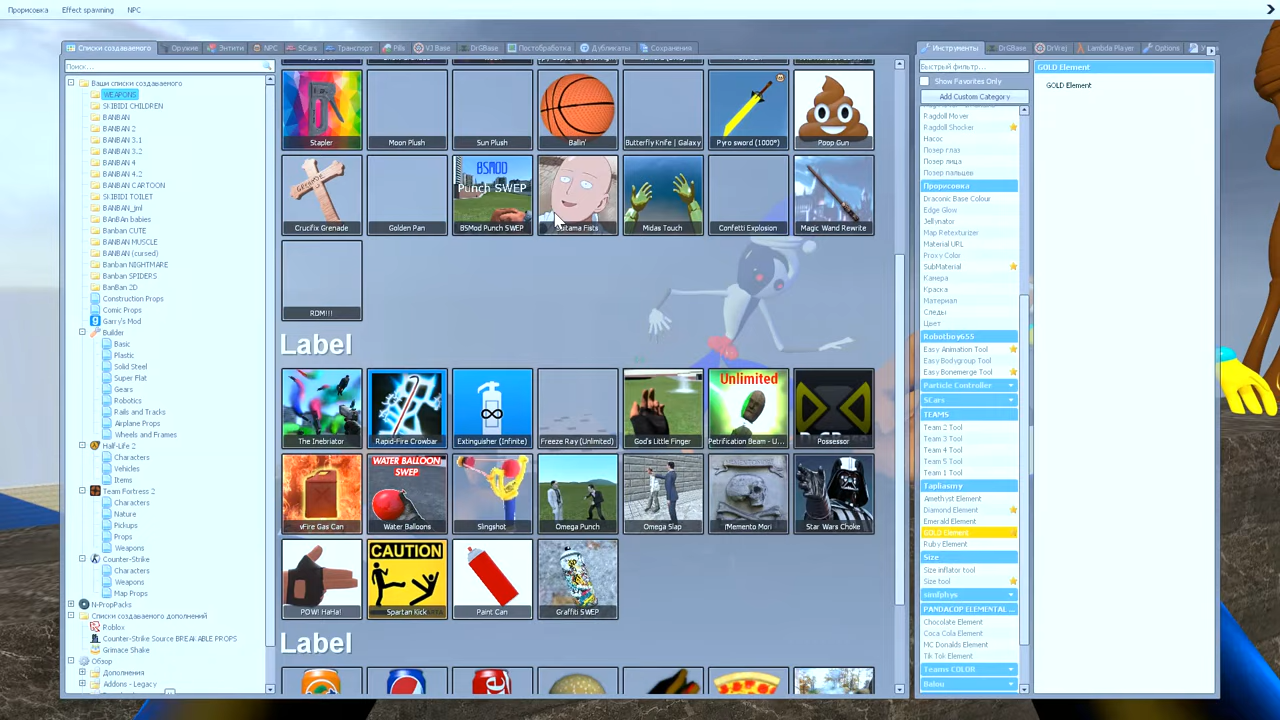 Прорисовка Effect spawning NPC
Списки создаваемого Оружие Энтити NPC SCars Транспорт Pills VJ Base DrGBase Постобработка Дубликаты Сохранения
Поиск...
Ваши списки создаваемого
WEAPONS
SKIBIDI CHILDREN
BANBAN
BANBAN 2
BANBAN 3.1
BANBAN 3.2
BANBAN 4
BANBAN 4.2
BANBAN CARTOON
SKIBIDI TOILET
BANBAN_jml
BAnBAn babies
Banban CUTE
BANBAN MUSCLE
BANBAN (cursed)
Banban NIGHTMARE
Banban SPIDERS
BanBan 2D
Construction Props
Comic Props
Garry's Mod
Builder
Basic
Plastic
Solid Steel
Super Flat
Gears
Robotics
Rails and Tracks
Airplane Props
Wheels and Frames
Half-Life 2
Characters
Vehicles
Items
Team Fortress 2
Characters
Nature
Pickups
Props
Weapons
Counter-Strike
Characters
Weapons
Map Props
N-PropPacks
Списки создаваемого дополнений
Roblox
Counter-Strike Source BREAKABLE PROPS
Grimace Shake
Обзор
Дополнения
Addons - Legacy
Stapler Moon Plush Sun Plush Ballin' Butterfly Knife | Galaxy Pyro sword (1000*) Poop Gun
GRENADE
BSMOD
Punch SWEP
Crucifix Grenade Golden Pan BSMod Punch SWEP Saitama Fists Midas Touch Confetti Explosion Magic Wand Rewrite
RDM!!!
Label
Unlimited
The Inebriator Rapid-Fire Crowbar Extinguisher (Infinite) Freeze Ray (Unlimited) God's Little Finger Petrification Beam - U... Possessor
WATER BALLOON
SWEP
vFire Gas Can Water Balloons Slingshot Omega Punch Omega Slap !Memento Mori Star Wars Choke
CAUTION
POW! HaHa! Spartan Kick Paint Can Graffiti SWEP
Label
Инструменты DrGBase DrVrej Lambda Player Options
Быстрый фильтр...
Show Favorites Only
Add Custom Category
Ragdoll Mover
Ragdoll Shocker
Насос
Позер глаз
Позер лица
Позер пальцев
Прорисовка
Draconic Base Colour
Edge Glow
Jellynator
Map Retexturizer
Material URL
Proxy Color
SubMaterial
Камера
Краска
Материал
Следы
Цвет
Robotboy655
Easy Animation Tool
Easy Bodygroup Tool
Easy Bonemerge Tool
Particle Controller
SCars
TEAMS
Team 2 Tool
Team 3 Tool
Team 4 Tool
Team 5 Tool
Team 1 Tool
Tapliasmy
Amethyst Element
Diamond Element
Emerald Element
GOLD Element
Ruby Element
Size
Size inflator tool
Size tool
simfphys
PANDACOP ELEMENTAL ...
Chocolate Element
Coca Cola Element
MC Donalds Element
Tik Tok Element
Teams COLOR
Balou
GOLD Element
GOLD Element